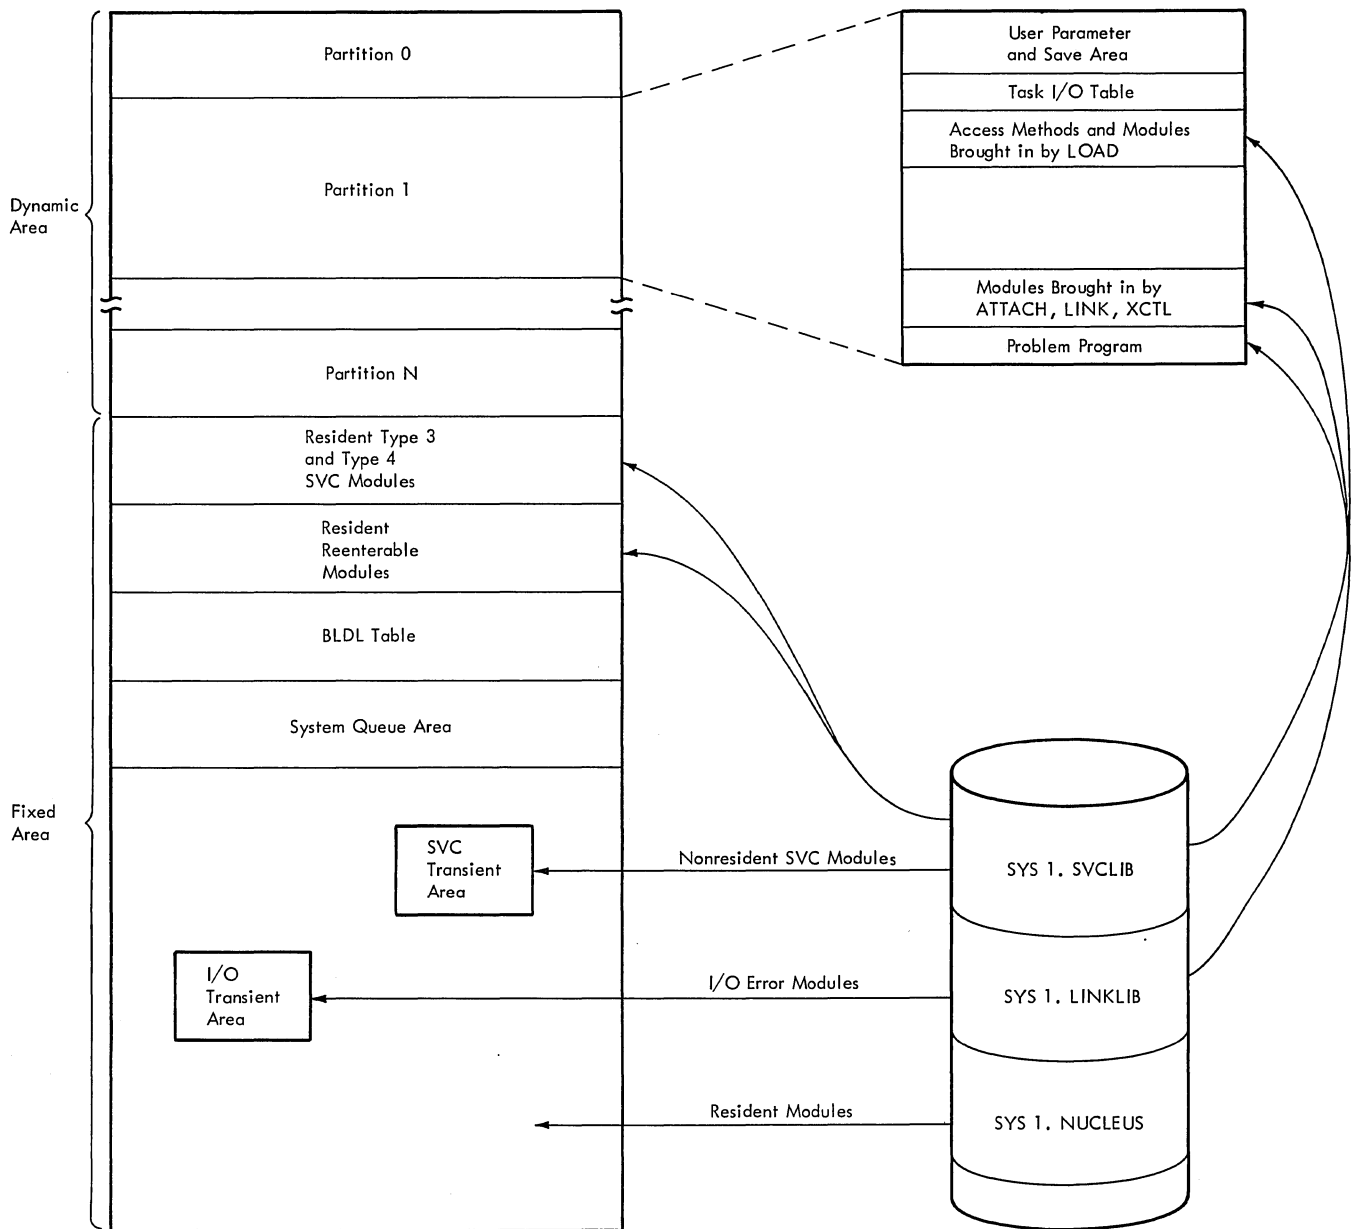 Partition 0
Partition 1
Dynamic
Area
Partition N
Resident Type 3
and Type 4
SVC Modules
Resident
Reenterable
Modules
BLDL Table
System Queue Area
Fixed
Area
SVC
Transient
Area
I/O
Transient
Area
User Parameter
and Save Area
Task I/O Table
Access Methods and Modules
Brought in by LOAD
Modules Brought in by
ATTACH, LINK, XCTL
Problem Program
Nonresident SVC Modules
I/O Error Modules
Resident Modules
SYS 1. SVCLIB
SYS 1. LINKLIB
SYS 1. NUCLEUS